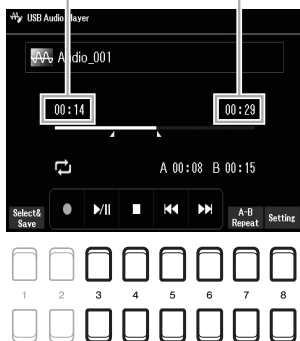 USB Audio Player
Audio_001
00:14 00:29
A 00:08 B 00:15
Select& Save
A-B Repeat
Setting
1 2 3 4 5 6 7 8